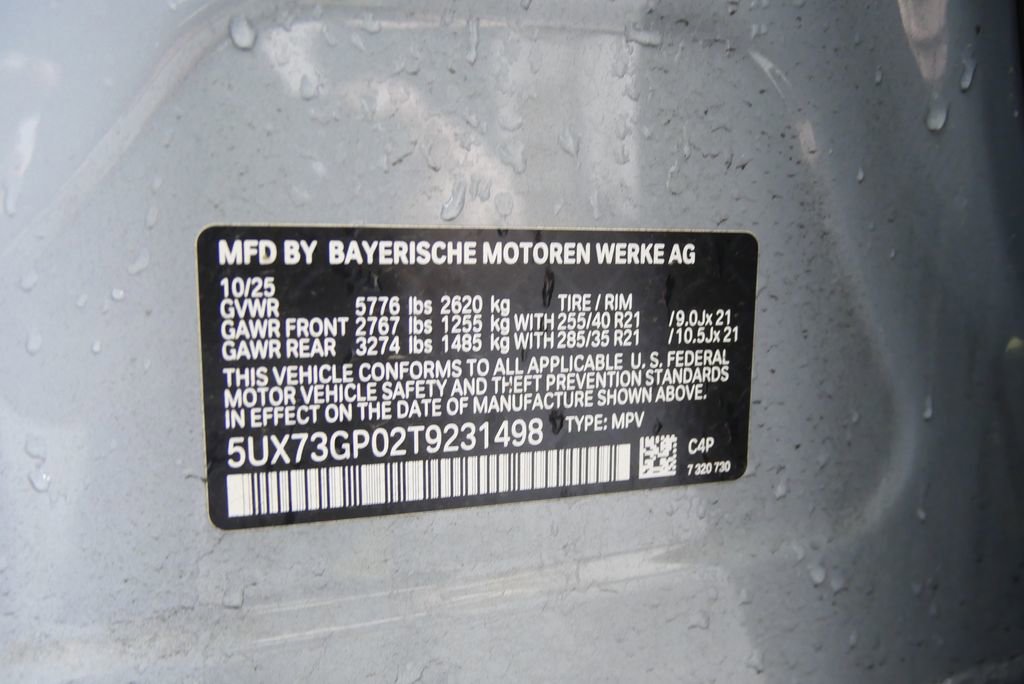 MFD BY BAYERISCHE MOTOREN WERKE AG
10/25
GVWR 5776 lbs 2620 kg TIRE / RIM
GAWR FRONT 2767 lbs 1255 kg WITH 255/40 R21 /9.0Jx21
GAWR REAR 3274 lbs 1485 kg WITH 285/35 R21 /10.5Jx21
THIS VEHICLE CONFORMS TO ALL APPLICABLE U. S. FEDERAL
MOTOR VEHICLE SAFETY AND THEFT PREVENTION STANDARDS
IN EFFECT ON THE DATE OF MANUFACTURE SHOWN ABOVE.
5UX73GP02T9231498 TYPE: MPV
C4P
7 320 730